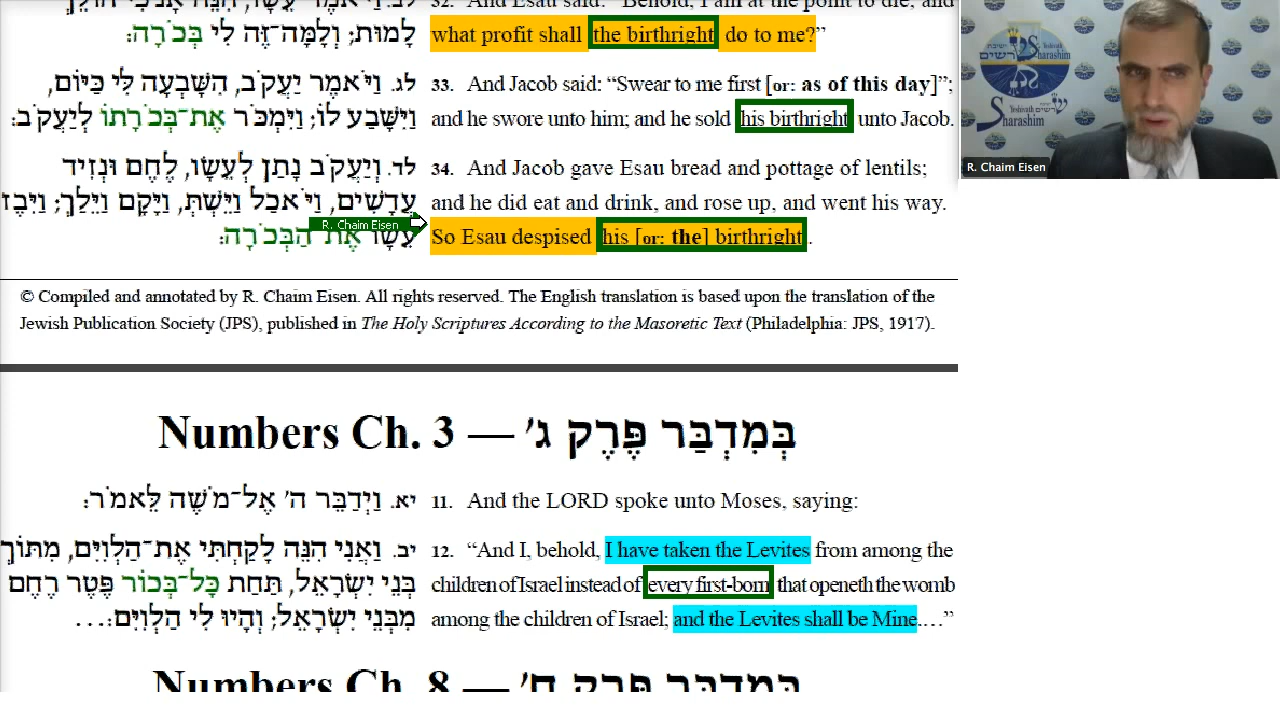 32. And Esau said: “Behold, I am at the point to die; and
לָמוּת; וְלָמָּה־זֶּה לִי בְּכֹרָה:
what profit shall the birthright do to me?”
לג. וַיֹּאמֶר יַעֲקֹב, הִשָּׁבְעָה לִּי כַּיּוֹם,
וַיִּשָּׁבַע לוֹ; וַיִּמְכֹּר אֶת־בְּכֹרָתוֹ לְיַעֲקֹב:
33. And Jacob said: “Swear to me first [or: as of this day]”;
and he swore unto him; and he sold his birthright unto Jacob.
לד. וְיַעֲקֹב נָתַן לְעֵשָׂו, לֶחֶם וּנְזִיד
עֲדָשִׁים, וַיֹּאכַל וַיֵּשְׁתְּ, וַיָּקָם וַיֵּלַךְ; וַיִּבֶז
עֵשָׂו אֶת־הַבְּכֹרָה:
34. And Jacob gave Esau bread and pottage of lentils;
and he did eat and drink, and rose up, and went his way.
So Esau despised his [or: the] birthright.
R. Chaim Eisen
© Compiled and annotated by R. Chaim Eisen. All rights reserved. The English translation is based upon the translation of the
Jewish Publication Society (JPS), published in The Holy Scriptures According to the Masoretic Text (Philadelphia: JPS, 1917).
Numbers Ch. 3 — בְּמִדְבַּר פֶּרֶק ג׳
יא. וַיְדַבֵּר ה׳ אֶל־מֹשֶׁה לֵּאמֹר:
11. And the LORD spoke unto Moses, saying:
יב. וַאֲנִי הִנֵּה לָקַחְתִּי אֶת־הַלְוִיִּם, מִתּוֹךְ
בְּנֵי יִשְׂרָאֵל, תַּחַת כָּל־בְּכוֹר פֶּטֶר רֶחֶם
מִבְּנֵי יִשְׂרָאֵל; וְהָיוּ לִי הַלְוִיִּם:...
12. “And I, behold, I have taken the Levites from among the
children of Israel instead of every first-born that openeth the womb
among the children of Israel; and the Levites shall be Mine....”
Numbers Ch. 8 — בְּמִדְבַּר פֶּרֶק ח׳
Yeshivath Sharashim
Yeshivath
Sharashim
R. Chaim Eisen